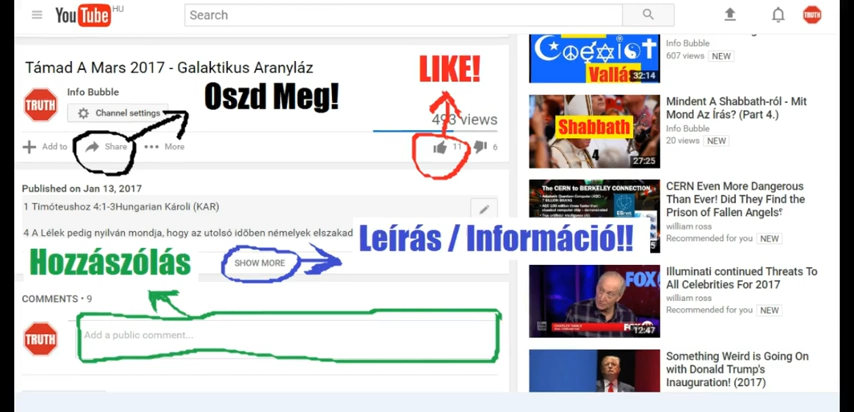 YouTube HU
Search
TRUTH
Támad A Mars 2017 - Galaktikus Aranyláz
TRUTH
Info Bubble
Channel settings
Oszd Meg!
LIKE!
493 views
Add to
Share
More
11
6
Published on Jan 13, 2017
1 Timóteushoz 4:1-3Hungarian Károli (KAR)
4 A Lélek pedig nyilván mondja, hogy az utolsó időben némelyek elszakad
Hozzászólás
SHOW MORE
Leírás / Információ!!
COMMENTS • 9
TRUTH
Add a public comment...
Vallás
32:14
Info Bubble
607 views NEW
Shabbath
4
27:25
Mindent A Shabbath-ról - Mit
Mond Az Írás? (Part 4.)
Info Bubble
20 views NEW
The CERN to BERKELEY CONNECTION
CERN Even More Dangerous
Than Ever! Did They Find the
Prison of Fallen Angels
william ross
Recommended for you NEW
FOX
12:47
Illuminati continued Threats To
All Celebrities For 2017
william ross
Recommended for you NEW
Something Weird is Going On
with Donald Trump's
Inauguration! (2017)